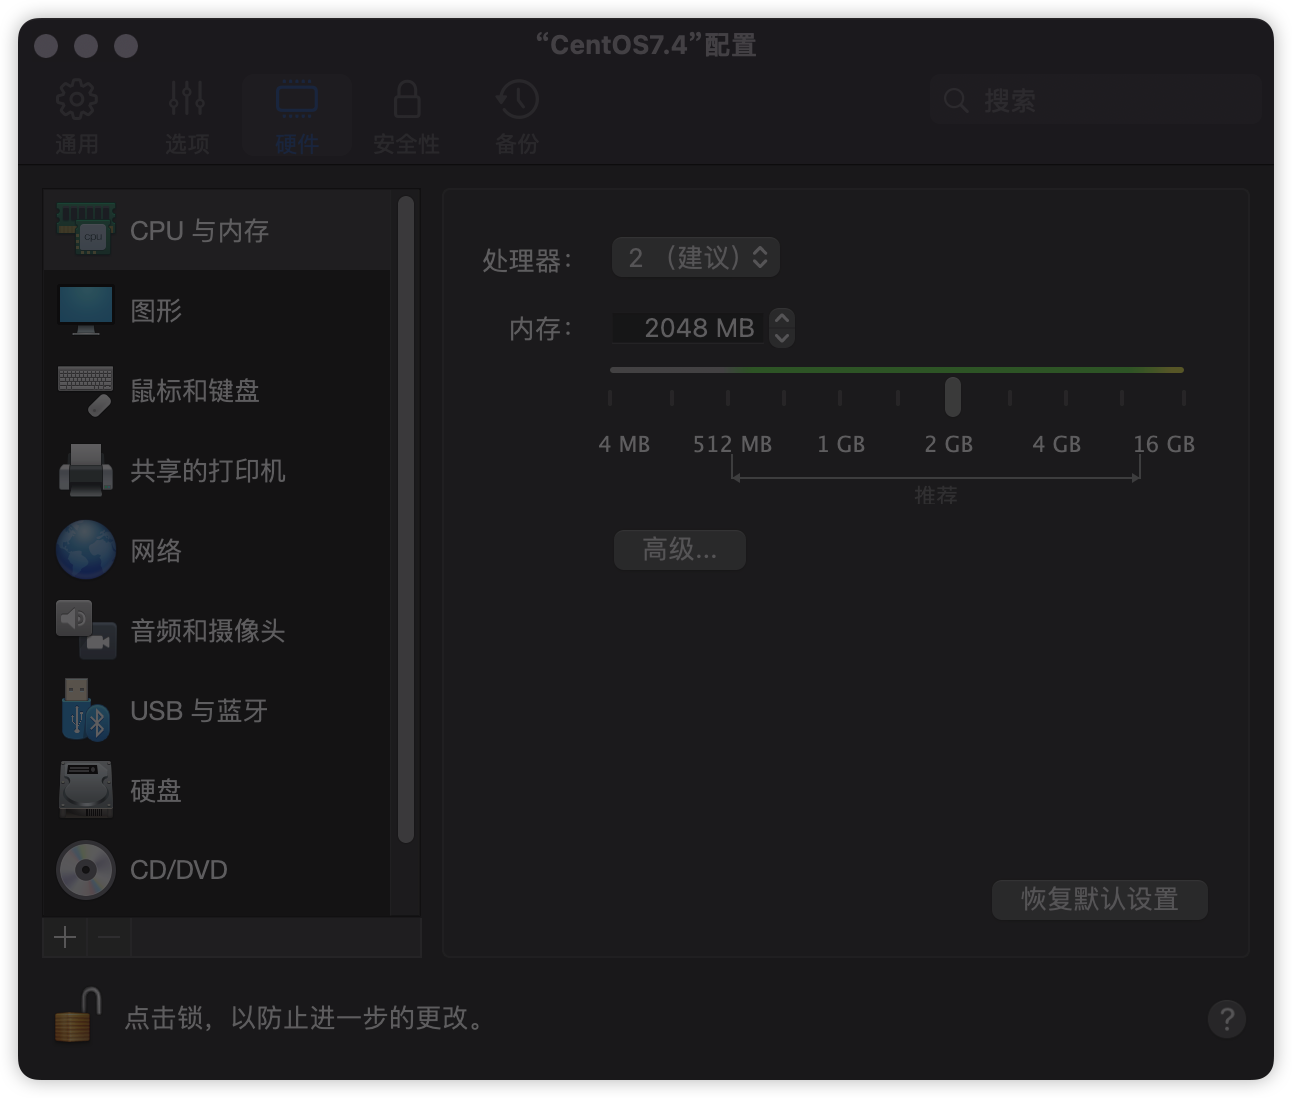 “CentOS7.4”配置
通用
选项
硬件
安全性
备份
搜索
CPU 与内存
图形
鼠标和键盘
共享的打印机
网络
音频和摄像头
USB 与蓝牙
硬盘
CD/DVD
处理器：
2 （建议）
内存：
2048 MB
4 MB 512 MB 1 GB 2 GB 4 GB 16 GB
推荐
高级...
恢复默认设置
点击锁，以防止进一步的更改。
?
cpu